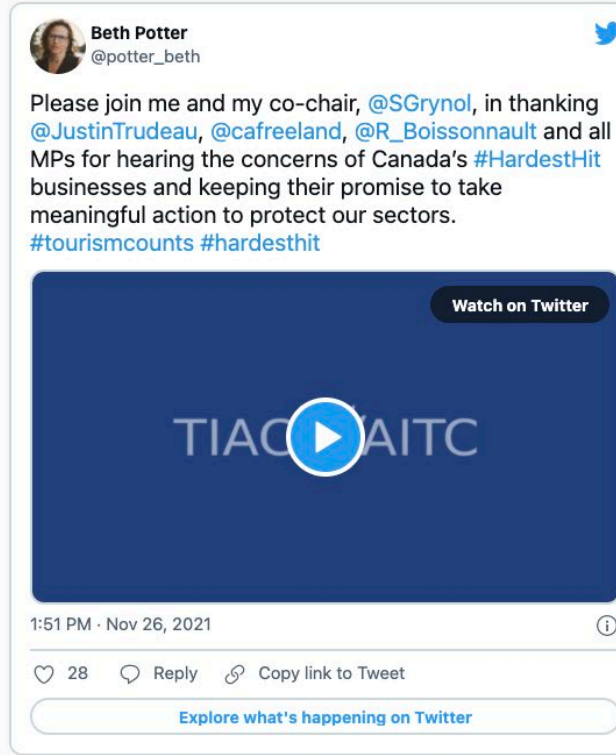 Beth Potter
@potter_beth
Please join me and my co-chair, @SGrynol, in thanking
@JustinTrudeau, @cafreeland, @R_Boissonnault and all
MPs for hearing the concerns of Canada's #HardestHit
businesses and keeping their promise to take
meaningful action to protect our sectors.
#tourismcounts #hardesthit
Watch on Twitter
TIAC AITC
1:51 PM · Nov 26, 2021
28 Reply Copy link to Tweet
Explore what's happening on Twitter